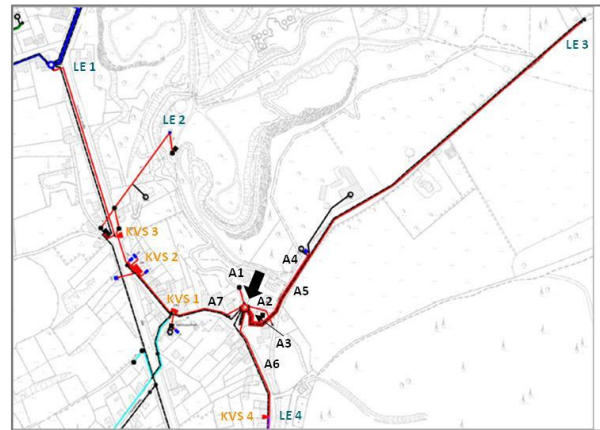 LE 3
LE 1
LE 2
KVS 3
KVS 2
A4
A1
A5
KVS 1
A7
A2
A3
A6
KVS 4
LE 4